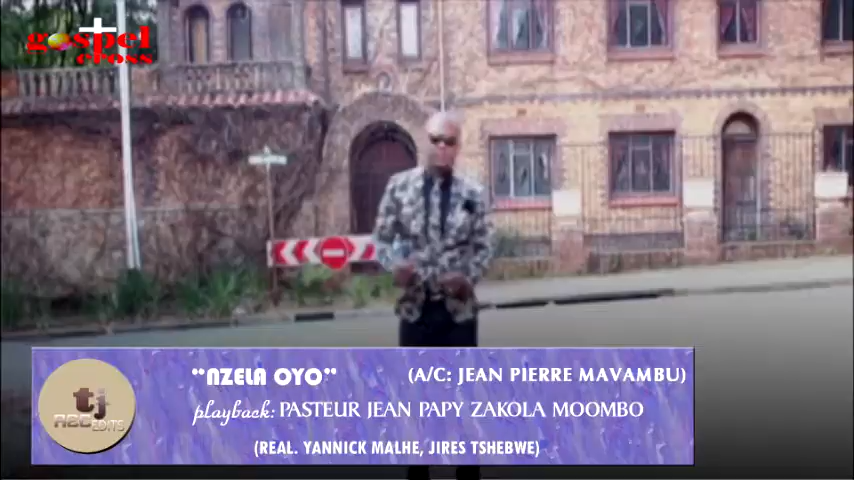 gospel
cross
“NZELA OYO”
(A/C: JEAN PIERRE MAVAMBU)
playback: PASTEUR JEAN PAPY ZAKOLA MOOMBO
(REAL. YANNICK MALHE, JIRES TSHEBWE)
tj
A2C EDITS